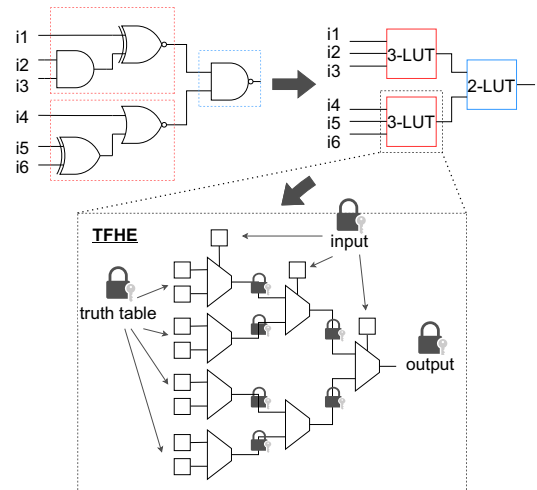 i1
i2
i3
i4
i5
i6
i1
i2
i3
3-LUT
2-LUT
i4
i5
i6
3-LUT
TFHE
input
truth table
output